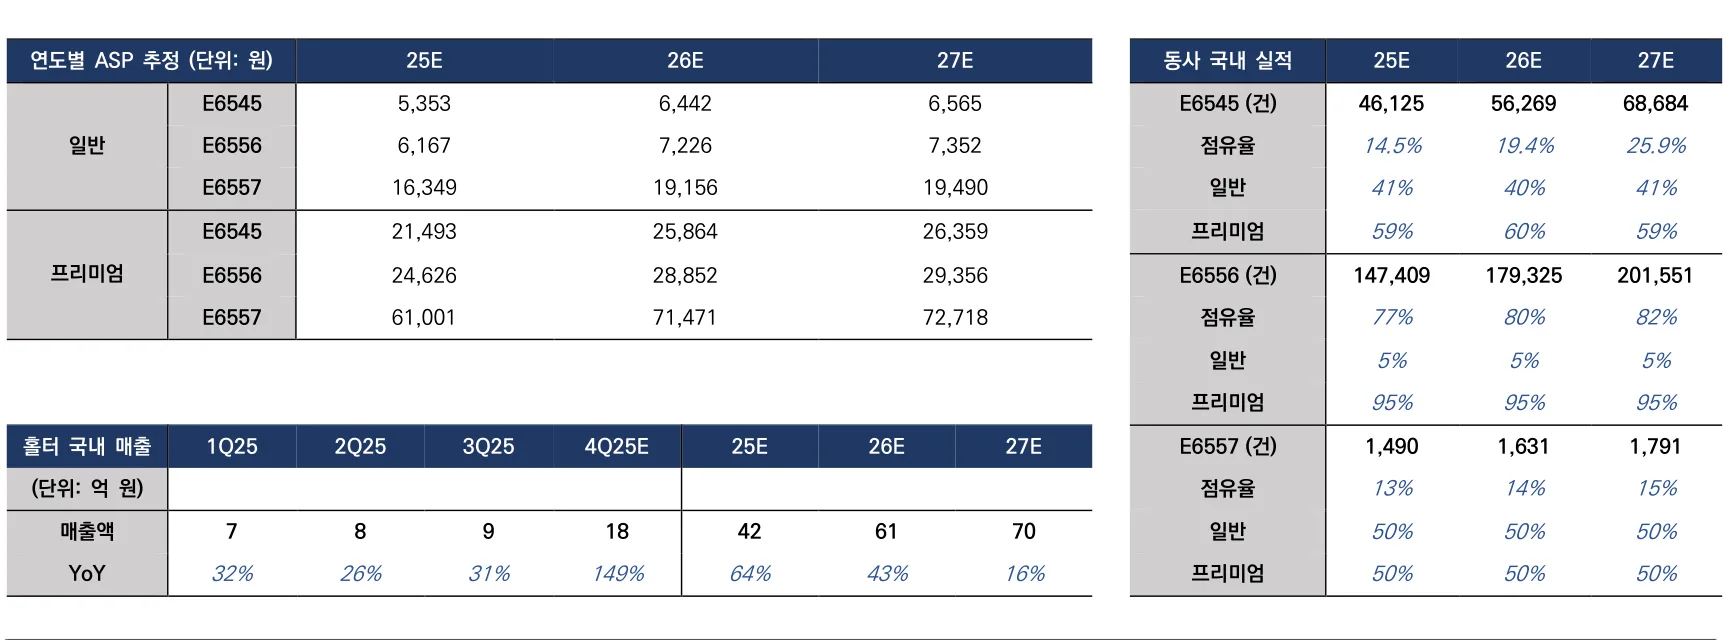 연도별 ASP 추정 (단위: 원) 25E 26E 27E
일반 E6545 5,353 6,442 6,565
E6556 6,167 7,226 7,352
E6557 16,349 19,156 19,490
프리미엄 E6545 21,493 25,864 26,359
E6556 24,626 28,852 29,356
E6557 61,001 71,471 72,718
홀터 국내 매출 1Q25 2Q25 3Q25 4Q25E 25E 26E 27E
(단위: 억 원)
매출액 7 8 9 18 42 61 70
YoY 32% 26% 31% 149% 64% 43% 16%
동사 국내 실적 25E 26E 27E
E6545 (건) 46,125 56,269 68,684
점유율 14.5% 19.4% 25.9%
일반 41% 40% 41%
프리미엄 59% 60% 59%
E6556 (건) 147,409 179,325 201,551
점유율 77% 80% 82%
일반 5% 5% 5%
프리미엄 95% 95% 95%
E6557 (건) 1,490 1,631 1,791
점유율 13% 14% 15%
일반 50% 50% 50%
프리미엄 50% 50% 50%